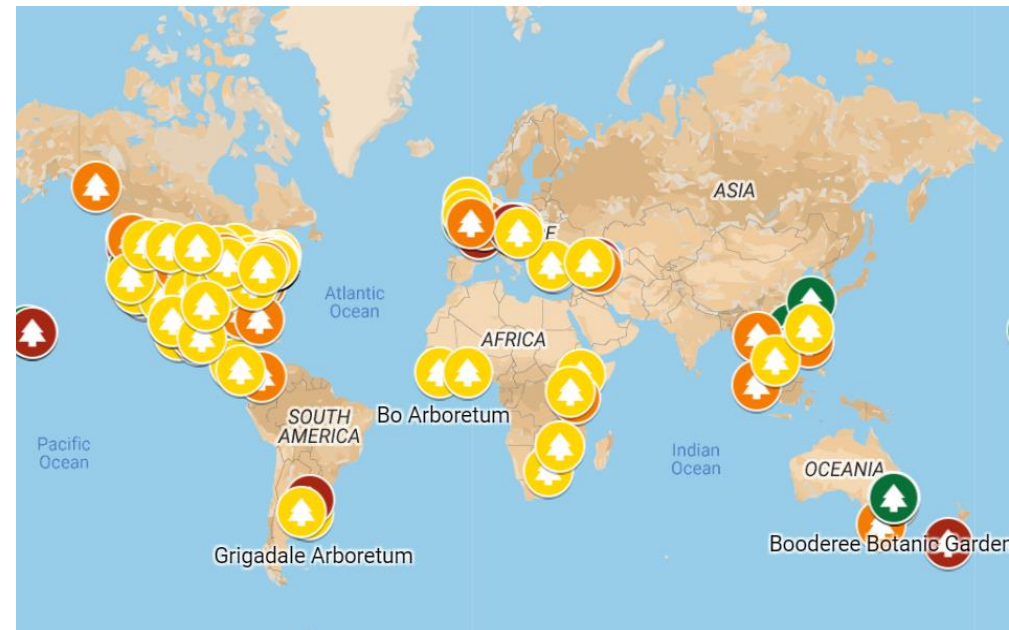 ASIA
E
Atlantic
Ocean
AFRICA
SOUTH
AMERICA
Bo Arboretum
Pacific
Ocean
Indian
Ocean
OCEANIA
Booderee Botanic Garden
Grigadale Arboretum